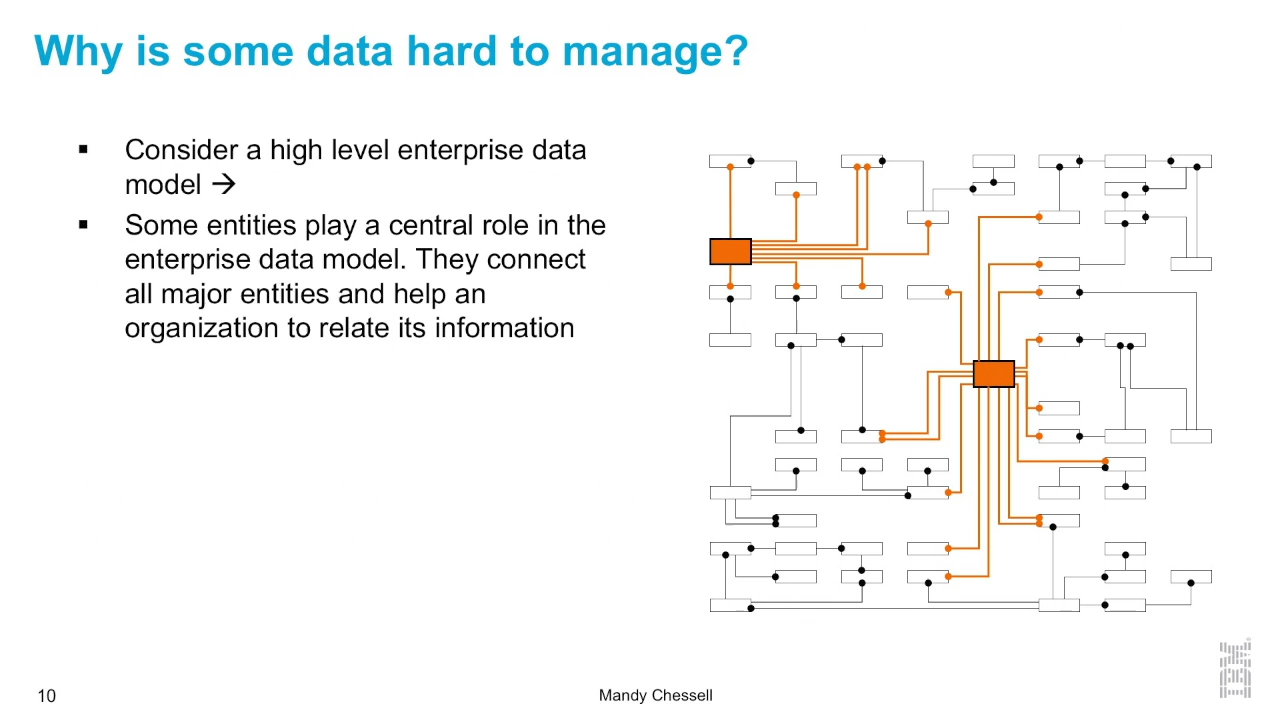 Why is some data hard to manage?
▪ Consider a high level enterprise data
model →
▪ Some entities play a central role in the
enterprise data model. They connect
all major entities and help an
organization to relate its information
10
Mandy Chessell
IBM